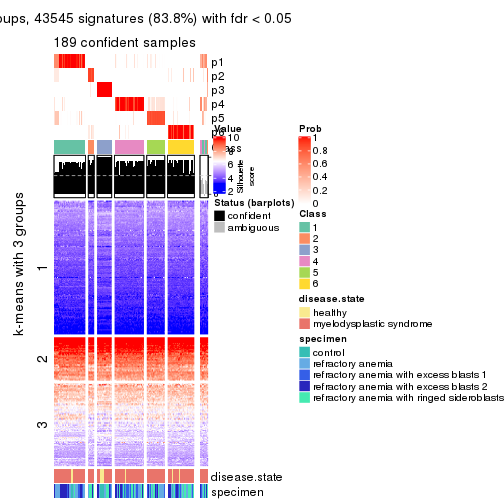 oups, 43545 signatures (83.8%) with fdr < 0.05
189 confident samples
p1
p2
p3
p4
p5
Value
10
8
6
4
2
Silhouette
score
Prob
1
0.8
0.6
0.4
0.2
0
Status (barplots)
confident
ambiguous
Class
1
2
3
4
5
6
disease.state
healthy
myelodysplastic syndrome
specimen
control
refractory anemia
refractory anemia with excess blasts 1
refractory anemia with excess blasts 2
refractory anemia with ringed sideroblasts
k-means with 3 groups
1
2
3
disease.state
specimen